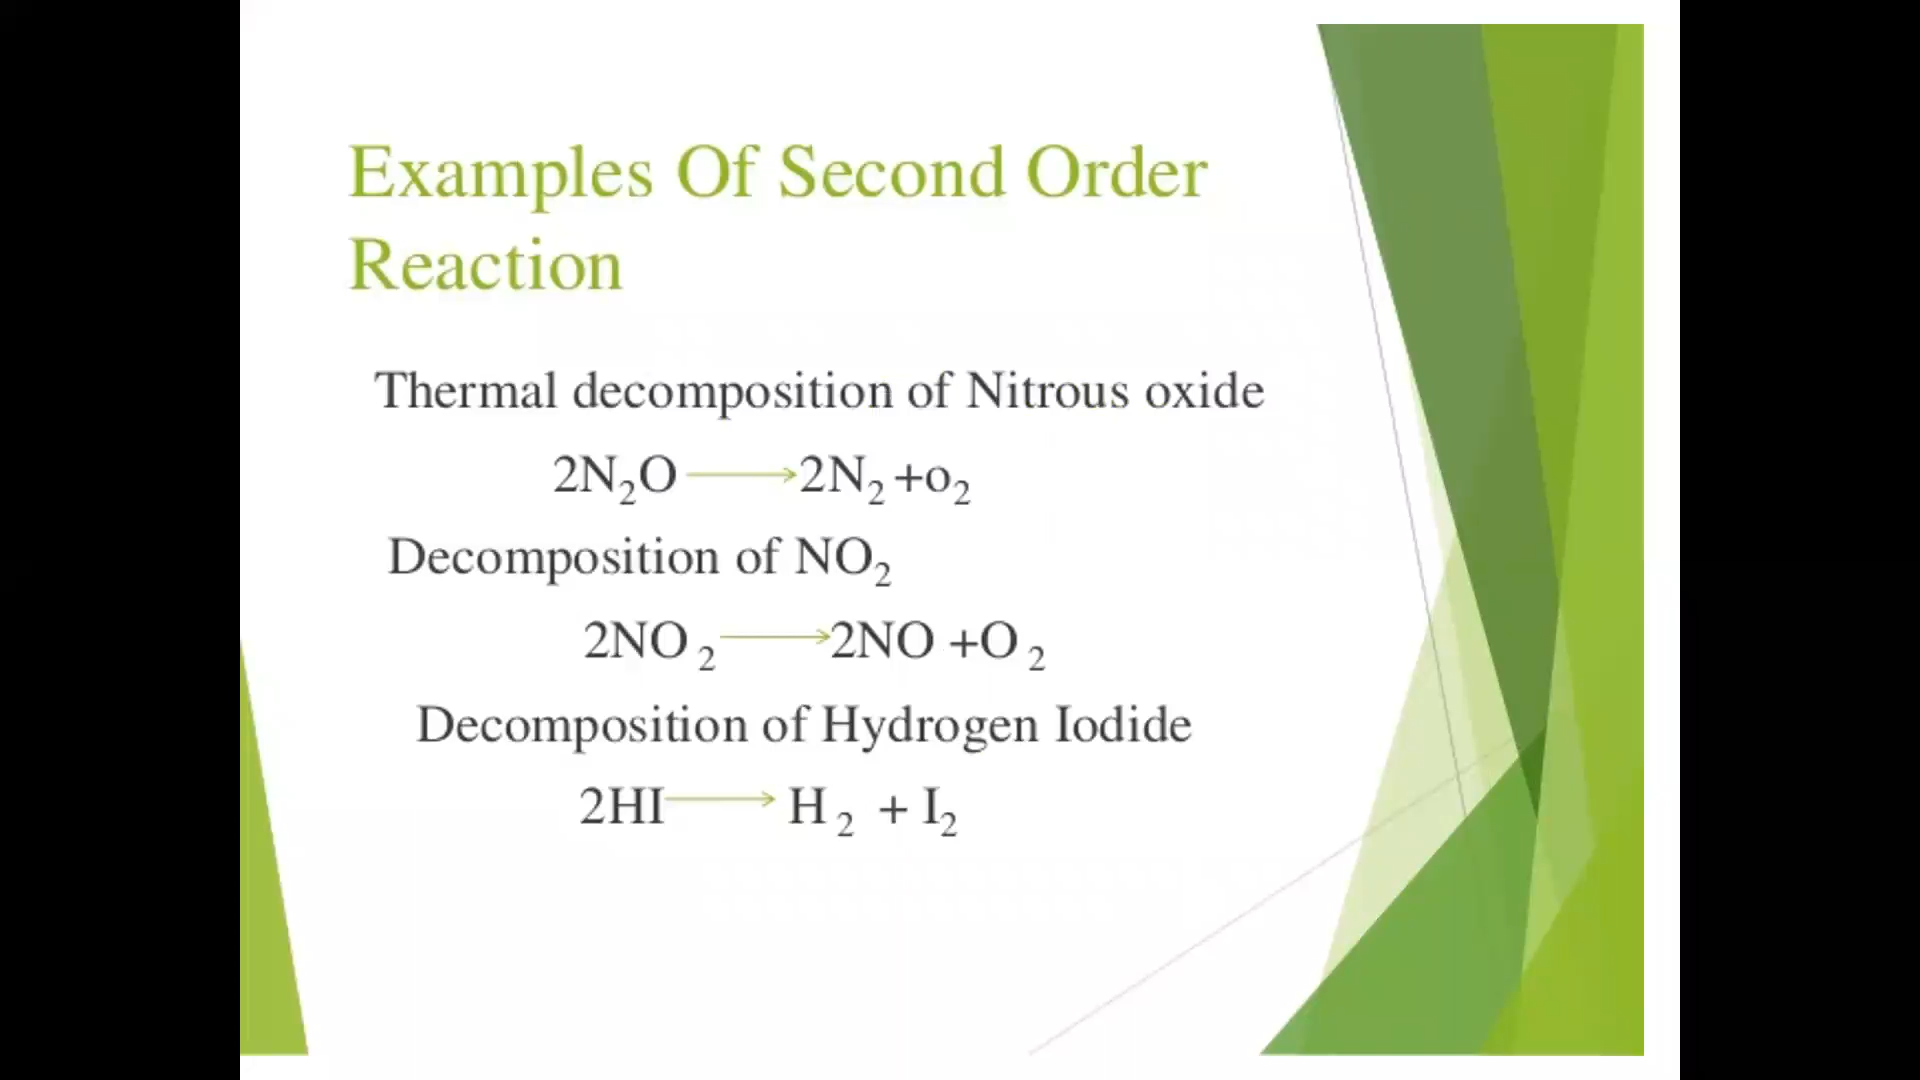 Examples Of Second Order
Reaction
Thermal decomposition of Nitrous oxide
2N₂O ⟶ 2N₂ +o₂
Decomposition of NO₂
2NO ₂ ⟶ 2NO +O ₂
Decomposition of Hydrogen Iodide
2HI ⟶ H ₂ + I₂